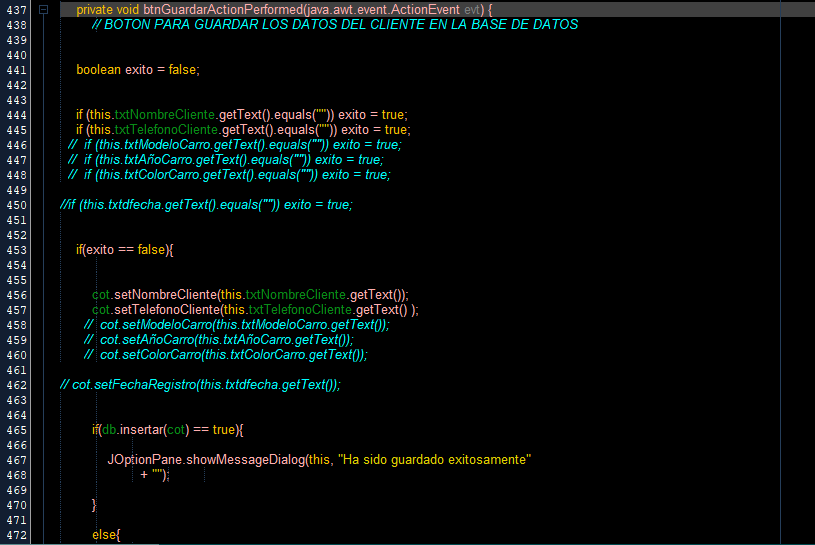 437 private void btnGuardarActionPerformed(java.awt.event.ActionEvent evt) {
438 // BOTON PARA GUARDAR LOS DATOS DEL CLIENTE EN LA BASE DE DATOS
439
440
441 boolean exito = false;
442
443
444 if (this.txtNombreCliente.getText().equals("")) exito = true;
445 if (this.txtTelefonoCliente.getText().equals("")) exito = true;
446 // if (this.txtModeloCarro.getText().equals("")) exito = true;
447 // if (this.txtAñoCarro.getText().equals("")) exito = true;
448 // if (this.txtColorCarro.getText().equals("")) exito = true;
449
450 //if (this.txtdfecha.getText().equals("")) exito = true;
451
452
453 if(exito == false){
454
455
456 cot.setNombreCliente(this.txtNombreCliente.getText());
457 cot.setTelefonoCliente(this.txtTelefonoCliente.getText() );
458 // cot.setModeloCarro(this.txtModeloCarro.getText());
459 // cot.setAñoCarro(this.txtAñoCarro.getText());
460 // cot.setColorCarro(this.txtColorCarro.getText());
461
462 // cot.setFechaRegistro(this.txtdfecha.getText());
463
464
465 if(db.insertar(cot) == true){
466
467 JOptionPane.showMessageDialog(this, "Ha sido guardado exitosamente"
468 + "");
469
470 }
471
472 else{